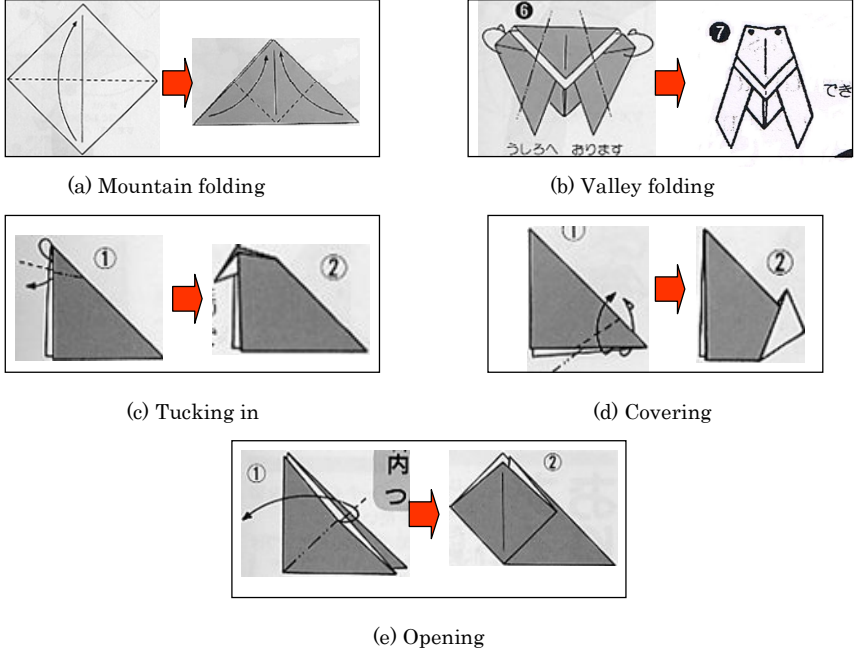 ❻
うしろへ おります
❼
でき
(a) Mountain folding
(b) Valley folding
①
②
①
②
(c) Tucking in
(d) Covering
①
内
つ
②
(e) Opening